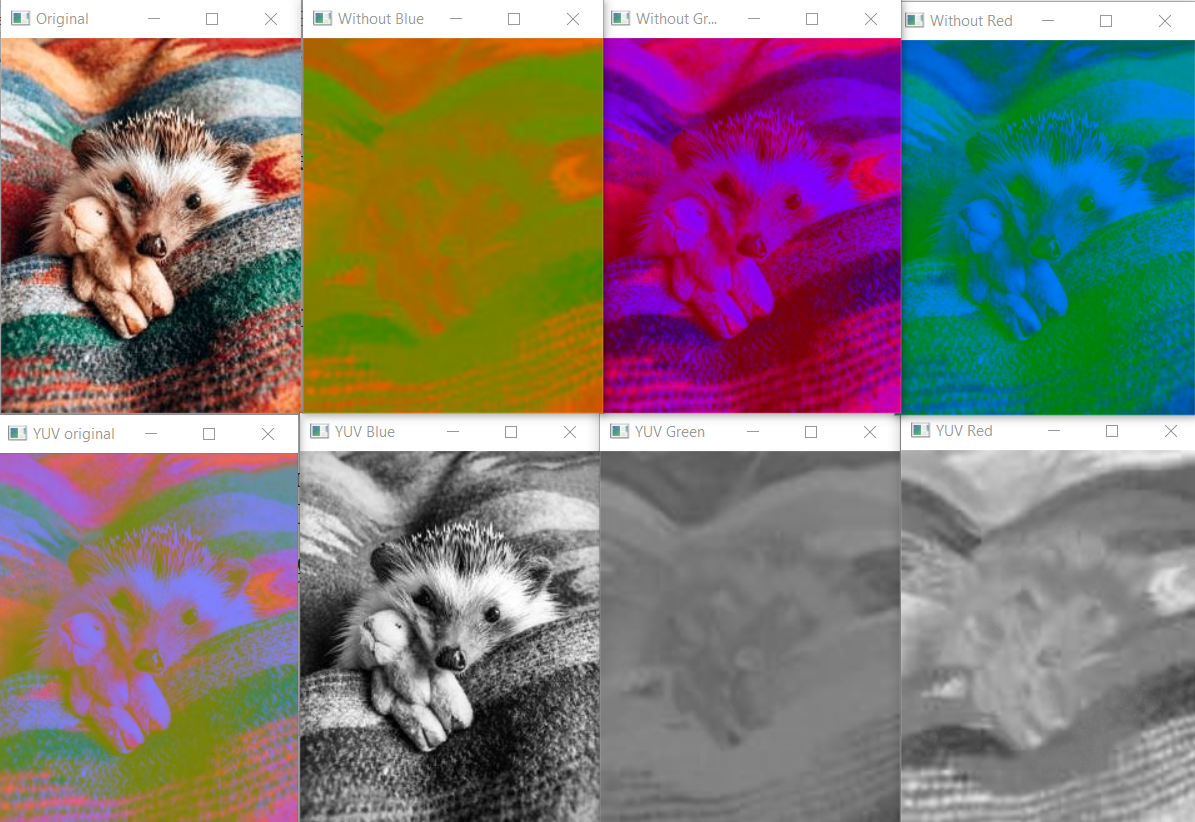 Original
Without Blue
Without Gr...
Without Red
YUV original
YUV Blue
YUV Green
YUV Red